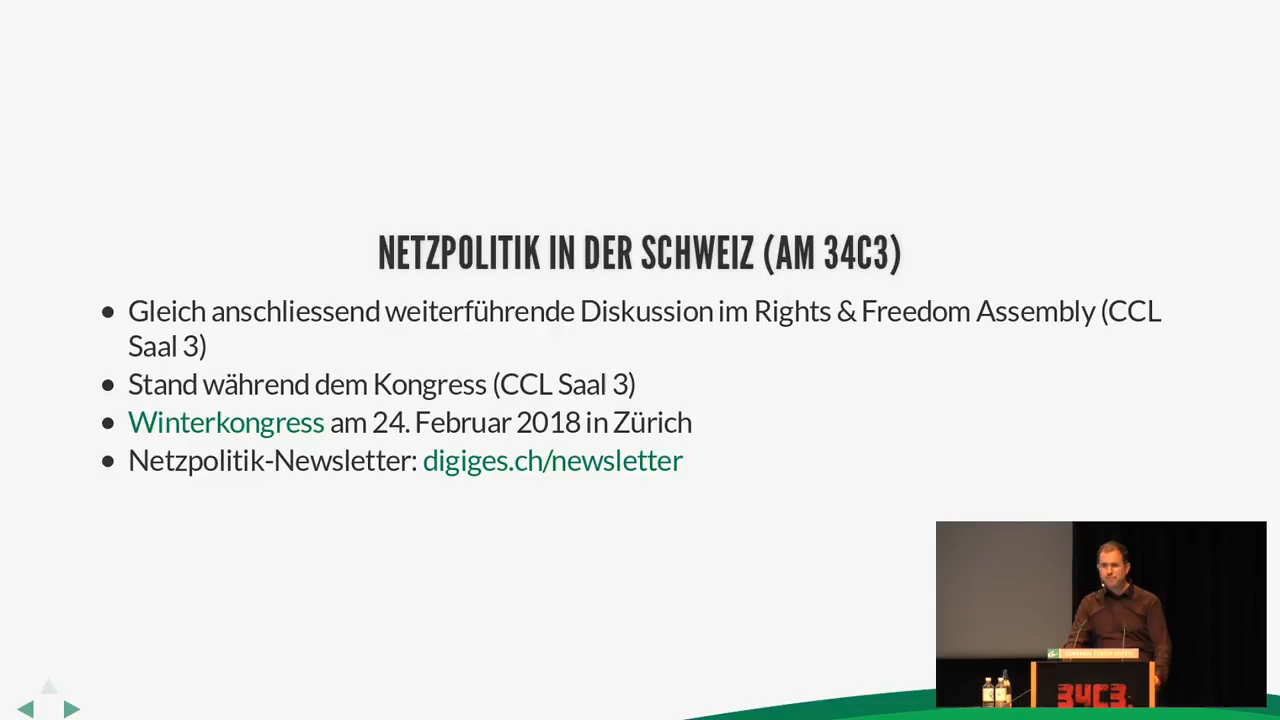 NETZPOLITIK IN DER SCHWEIZ (AM 34C3)
Gleich anschliessend weiterführende Diskussion im Rights & Freedom Assembly (CCL
Saal 3)
Stand während dem Kongress (CCL Saal 3)
Winterkongress am 24. Februar 2018 in Zürich
Netzpolitik-Newsletter: digiges.ch/newsletter
34C3